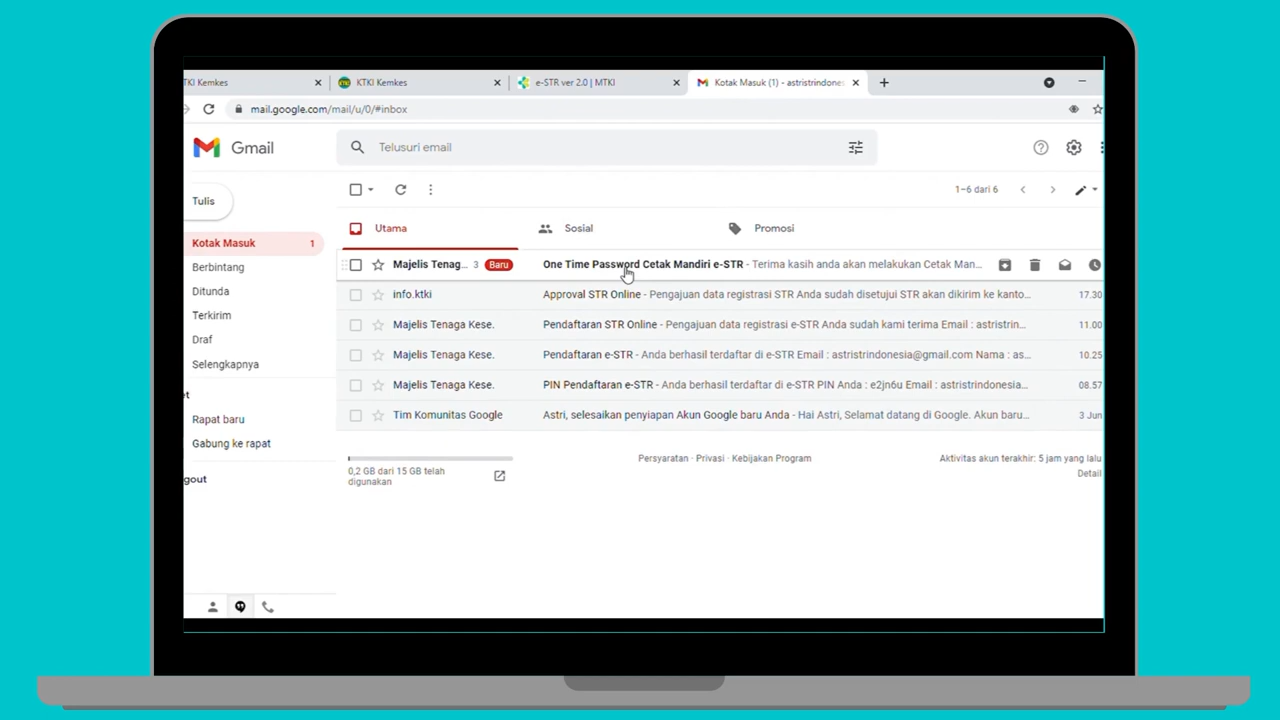 TKI Kemkes
KTKI Kemkes
e-STR ver 2.0 | MTKI
Kotak Masuk (1) - astristrindone
mail.google.com/mail/u/0/#inbox
Gmail
Telusuri email
Tulis
1–6 dari 6
Utama
Sosial
Promosi
Kotak Masuk 1
Berbintang
Ditunda
Terkirim
Draf
Selengkapnya
et
Rapat baru
Gabung ke rapat
gout
Majelis Tenag... 3 Baru One Time Password Cetak Mandiri e-STR - Terima kasih anda akan melakukan Cetak Man...
info.ktki Approval STR Online - Pengajuan data registrasi STR Anda sudah disetujui STR akan dikirim ke kanto... 17.30
Majelis Tenaga Kese. Pendaftaran STR Online - Pengajuan data registrasi e-STR Anda sudah kami terima Email : astristrin... 11.00
Majelis Tenaga Kese. Pendaftaran e-STR - Anda berhasil terdaftar di e-STR Email : astristrindonesia@gmail.com Nama : as... 10.25
Majelis Tenaga Kese. PIN Pendaftaran e-STR - Anda berhasil terdaftar di e-STR PIN Anda : e2jn6u Email : astristrindonesia... 08.57
Tim Komunitas Google Astri, selesaikan penyiapan Akun Google baru Anda - Hai Astri, Selamat datang di Google. Akun baru... 3 Jun
0,2 GB dari 15 GB telah
digunakan
Persyaratan · Privasi · Kebijakan Program
Aktivitas akun terakhir: 5 jam yang lalu
Detail